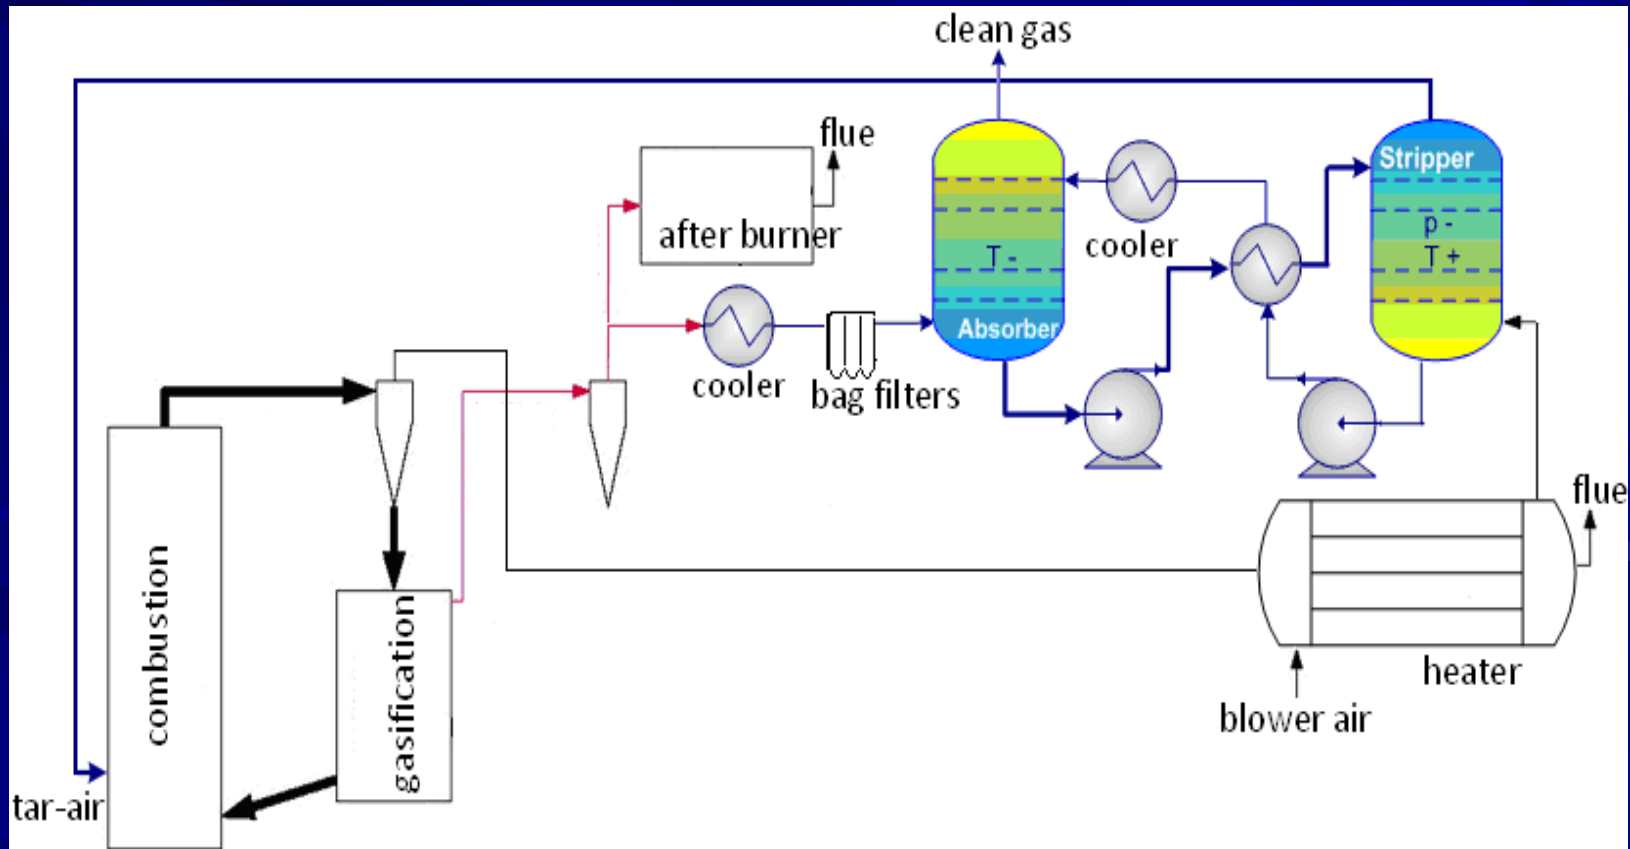 clean gas
flue
Stripper
after burner
cooler
p -
T -
T +
Absorber
cooler
bag filters
flue
combustion
gasification
heater
blower air
tar-air